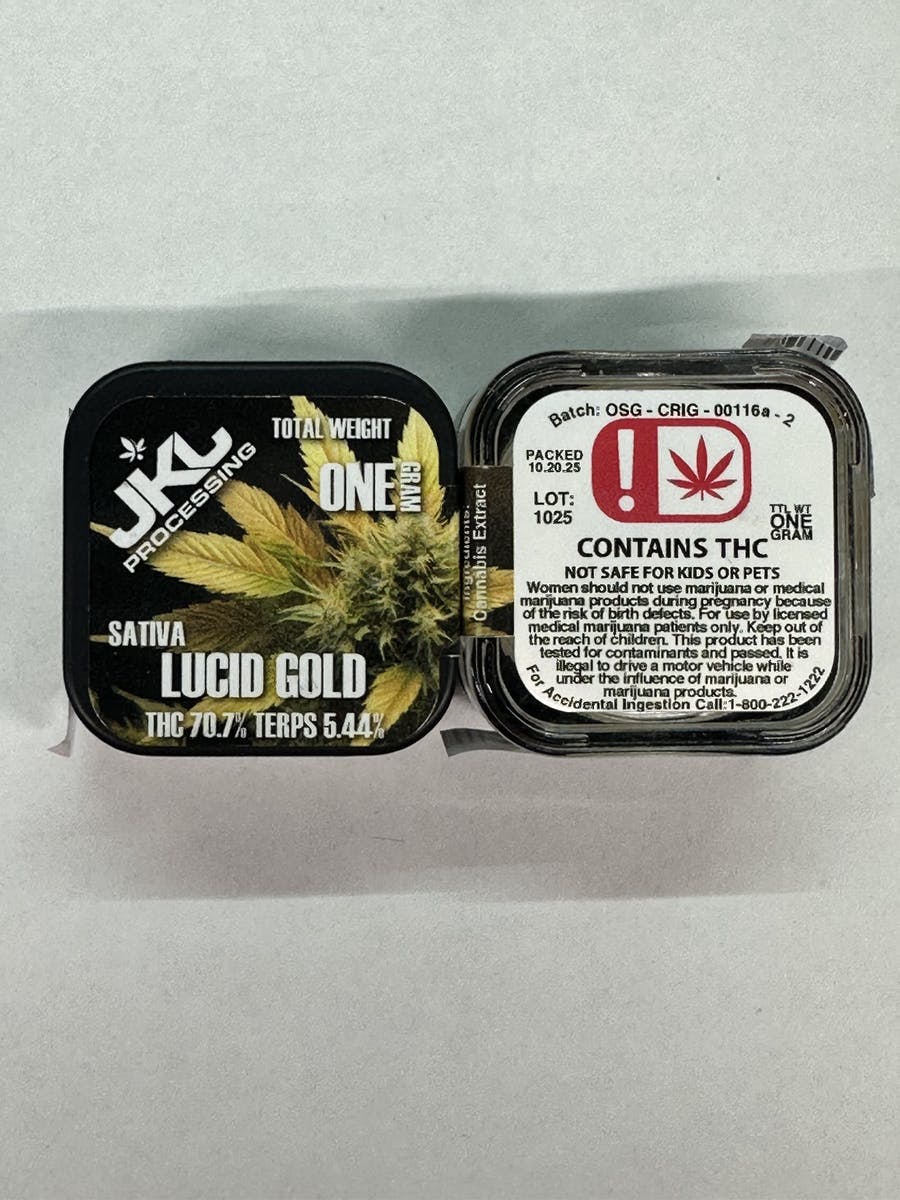 JKJ
PROCESSING
TOTAL WEIGHT
ONE
GRAM
SATIVA
LUCID GOLD
THC 70.7% TERPS 5.44%
Ingredients:
Cannabis Extract
Batch: OSG - CRIG - 00116a - 2
PACKED
10.20.25
LOT:
1025
!
TTL WT
ONE
GRAM
CONTAINS THC
NOT SAFE FOR KIDS OR PETS
Women should not use marijuana or medical
marijuana products during pregnancy because
of the risk of birth defects. For use by licensed
medical marijuana patients only. Keep out of
the reach of children. This product has been
tested for contaminants and passed. It is
illegal to drive a motor vehicle while
under the influence of marijuana or
marijuana products.
For Accidental Ingestion Call:1-800-222-1222